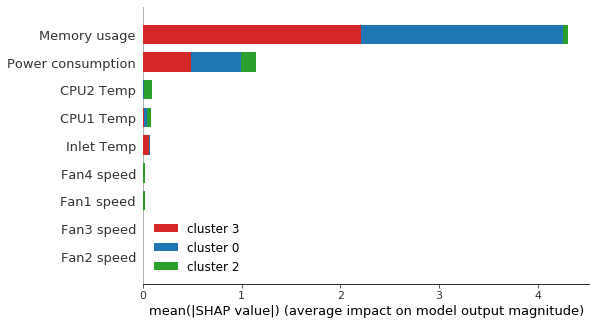 Memory usage
Power consumption
CPU2 Temp
CPU1 Temp
Inlet Temp
Fan4 speed
Fan1 speed
Fan3 speed
Fan2 speed
cluster 3
cluster 0
cluster 2
0 1 2 3 4
mean(|SHAP value|) (average impact on model output magnitude)